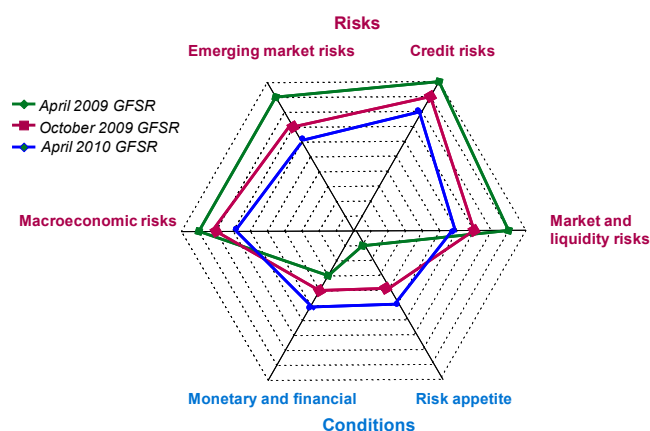 Risks
Emerging market risks
Credit risks
April 2009 GFSR
October 2009 GFSR
April 2010 GFSR
Macroeconomic risks
Market and
liquidity risks
Monetary and financial
Risk appetite
Conditions